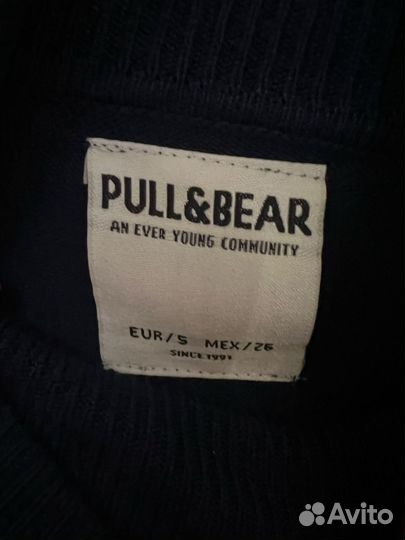 PULL&BEAR
AN EVER YOUNG COMMUNITY
EUR/S MEX/26
SINCE 1991
Avito